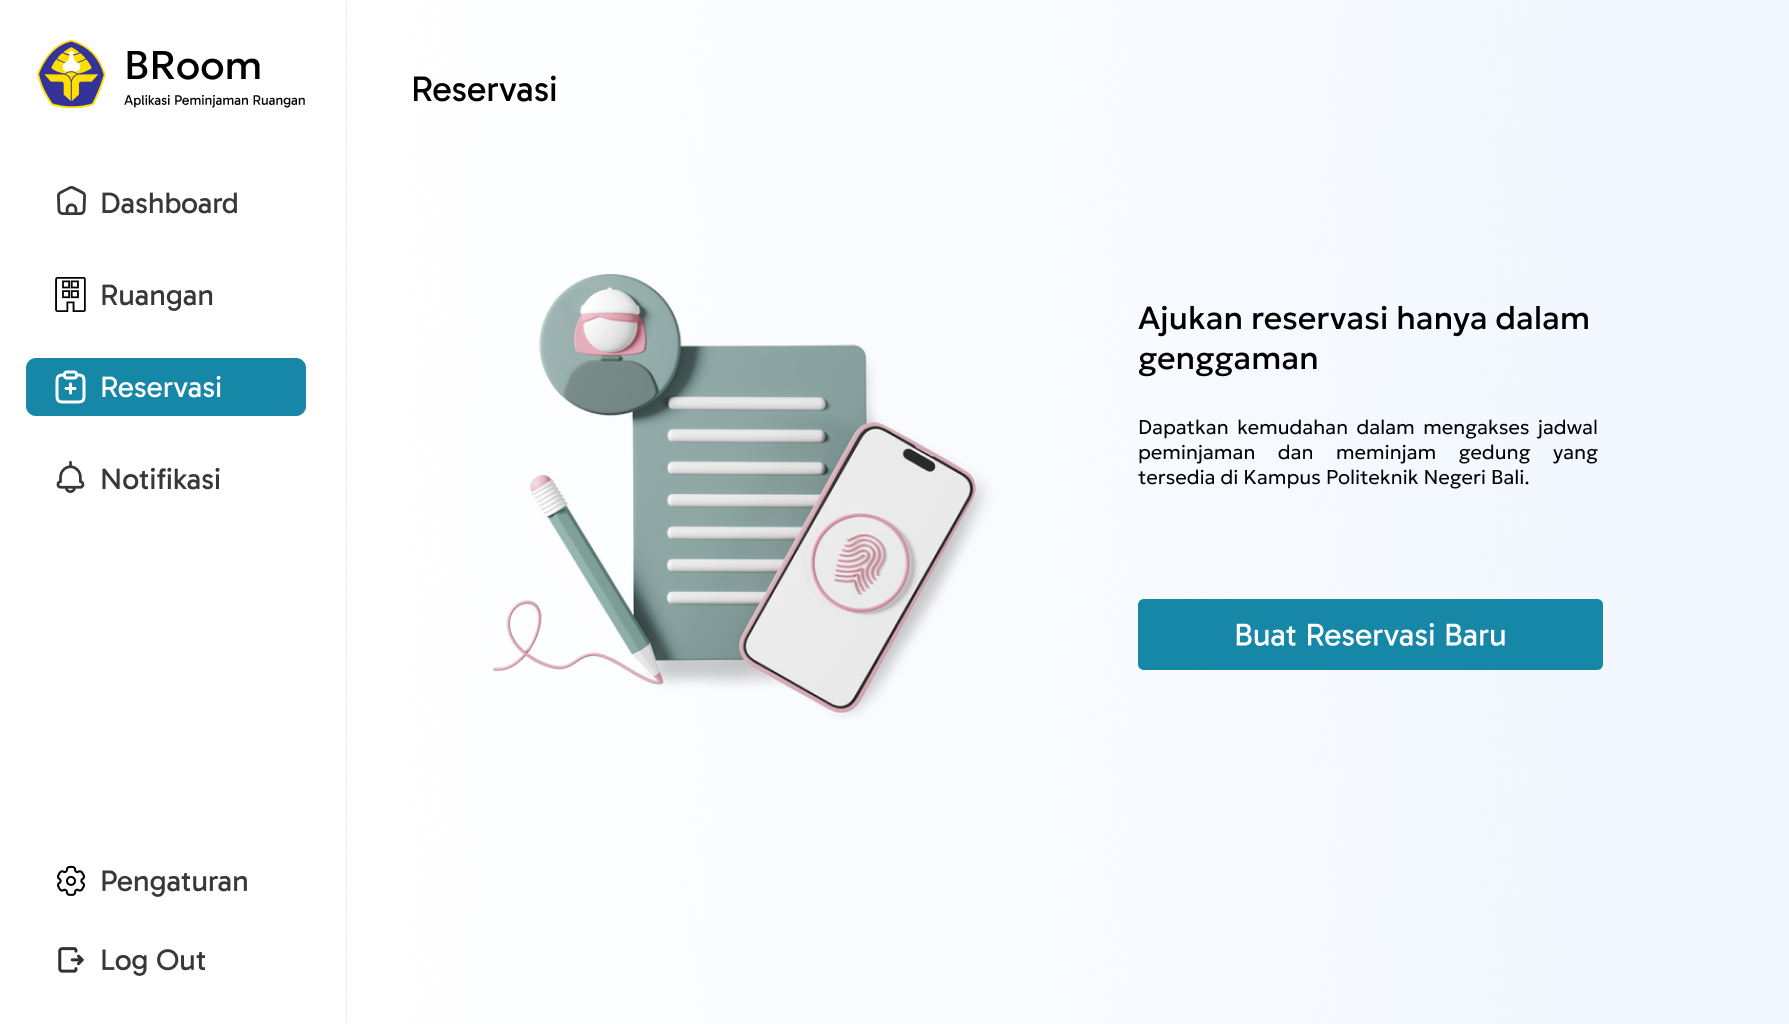 BRoom
Aplikasi Peminjaman Ruangan
Dashboard
Ruangan
Reservasi
Notifikasi
Pengaturan
Log Out
Reservasi
Ajukan reservasi hanya dalam
genggaman
Dapatkan kemudahan dalam mengakses jadwal
peminjaman dan meminjam gedung yang
tersedia di Kampus Politeknik Negeri Bali.
Buat Reservasi Baru